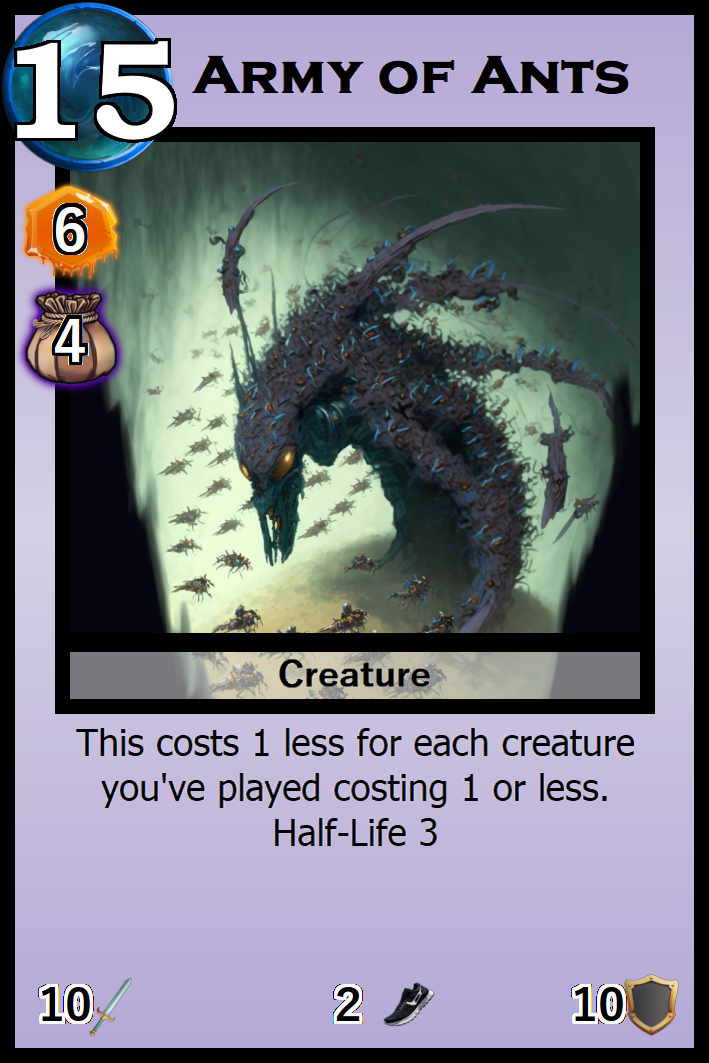 15
Army of Ants
6
4
Creature
This costs 1 less for each creature
you've played costing 1 or less.
Half-Life 3
10 2 10